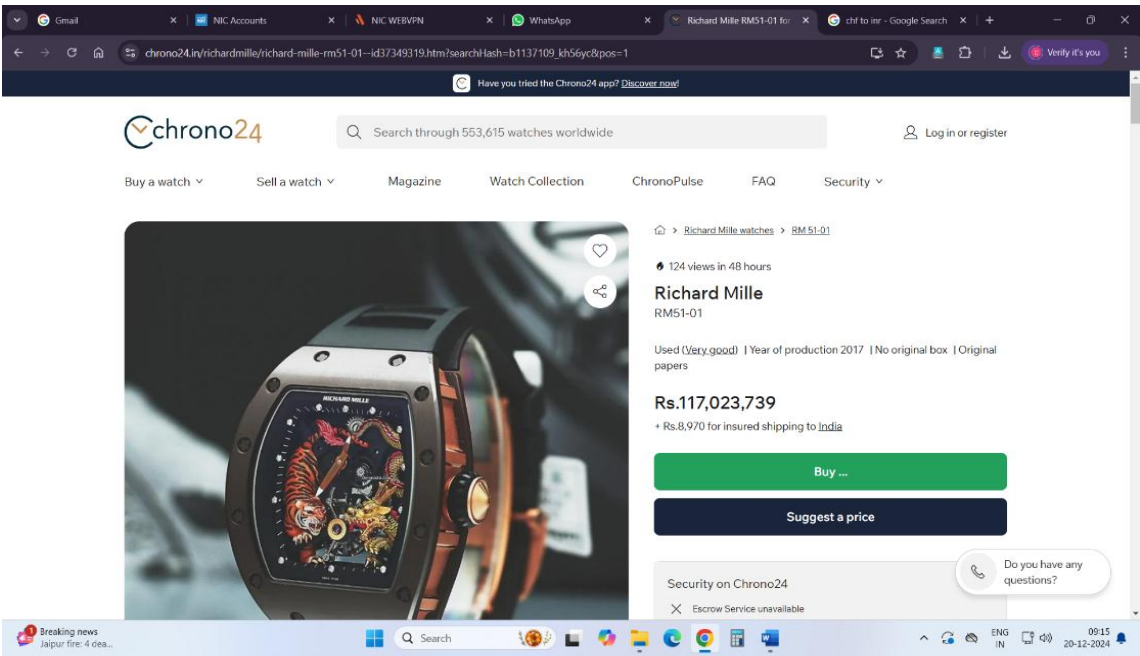 Gmail
NIC Accounts
NIC WEBVPN
WhatsApp
Richard Mille RM51-01 for
chf to inr - Google Search
chrono24.in/richardmille/richard-mille-rm51-01--id37349319.htm?searchHash=b1137109_kh56yc&pos=1
Verify it's you
Have you tried the Chrono24 app? Discover now!
chrono24
Search through 553,615 watches worldwide
Log in or register
Buy a watch
Sell a watch
Magazine
Watch Collection
ChronoPulse
FAQ
Security
Richard Mille watches > RM 51-01
124 views in 48 hours
Richard Mille
RM51-01
Used (Very good) | Year of production 2017 | No original box | Original
papers
Rs.117,023,739
+ Rs.8,970 for insured shipping to India
Buy ...
Suggest a price
RICHARD MILLE
Security on Chrono24
Escrow Service unavailable
Do you have any
questions?
1
Breaking news
Jaipur fire: 4 dea...
Search
ENG
IN
09:15
20-12-2024